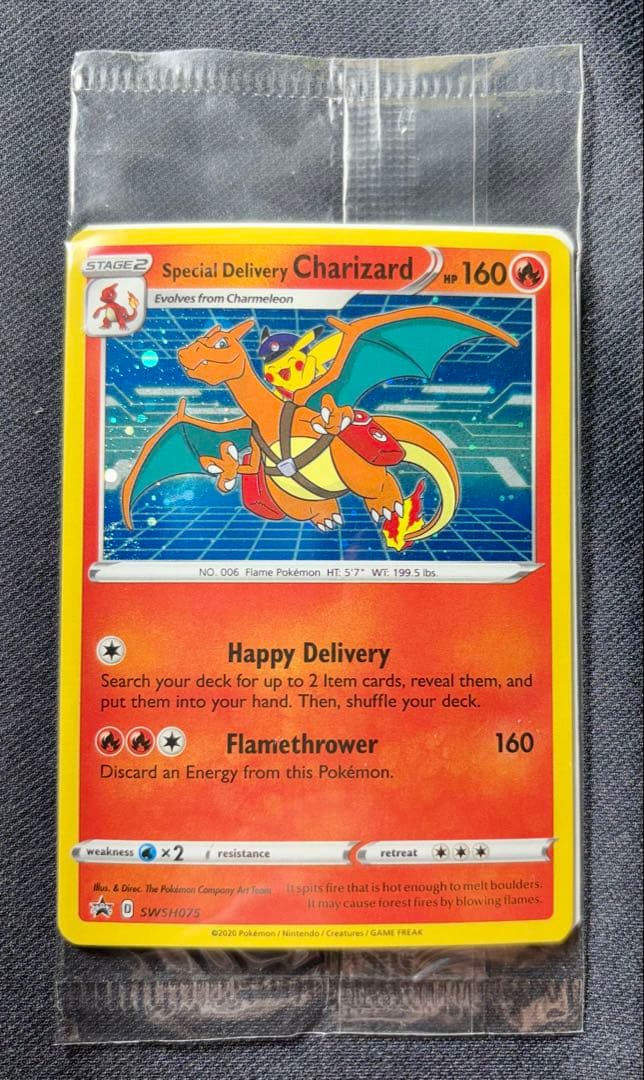 STAGE 2
Special Delivery Charizard
HP 160
Evolves from Charmeleon
NO. 006 Flame Pokémon HT: 5'7" WT: 199.5 lbs.
Happy Delivery
Search your deck for up to 2 Item cards, reveal them, and
put them into your hand. Then, shuffle your deck.
Flamethrower 160
Discard an Energy from this Pokémon.
weakness ×2 resistance retreat
Illus. & Direc. The Pokémon Company Art Team
It spits fire that is hot enough to melt boulders.
It may cause forest fires by blowing flames.
D SWSH075
©2020 Pokémon / Nintendo / Creatures / GAME FREAK